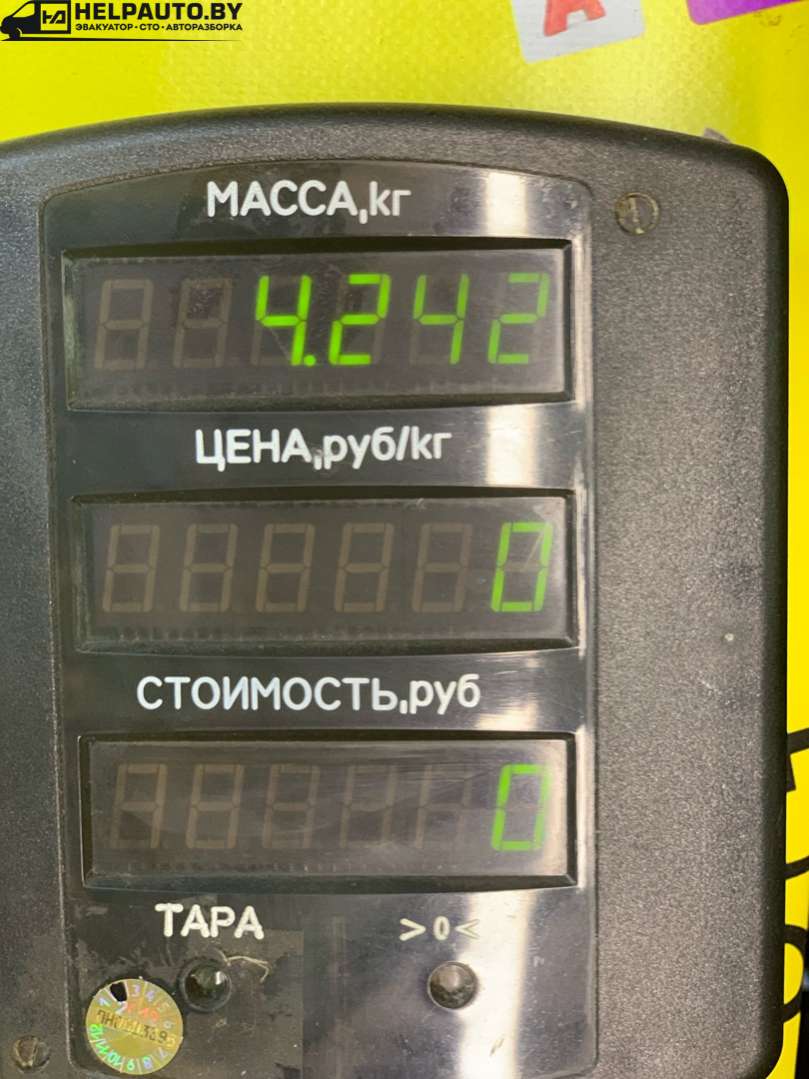 HELPAUTO.BY
ЭВАКУАТОР • СТО • АВТОРАЗБОРКА
А
МАССА,кг
4.242
ЦЕНА,руб/кг
0
СТОИМОСТЬ,руб
0
ТАРА >0<